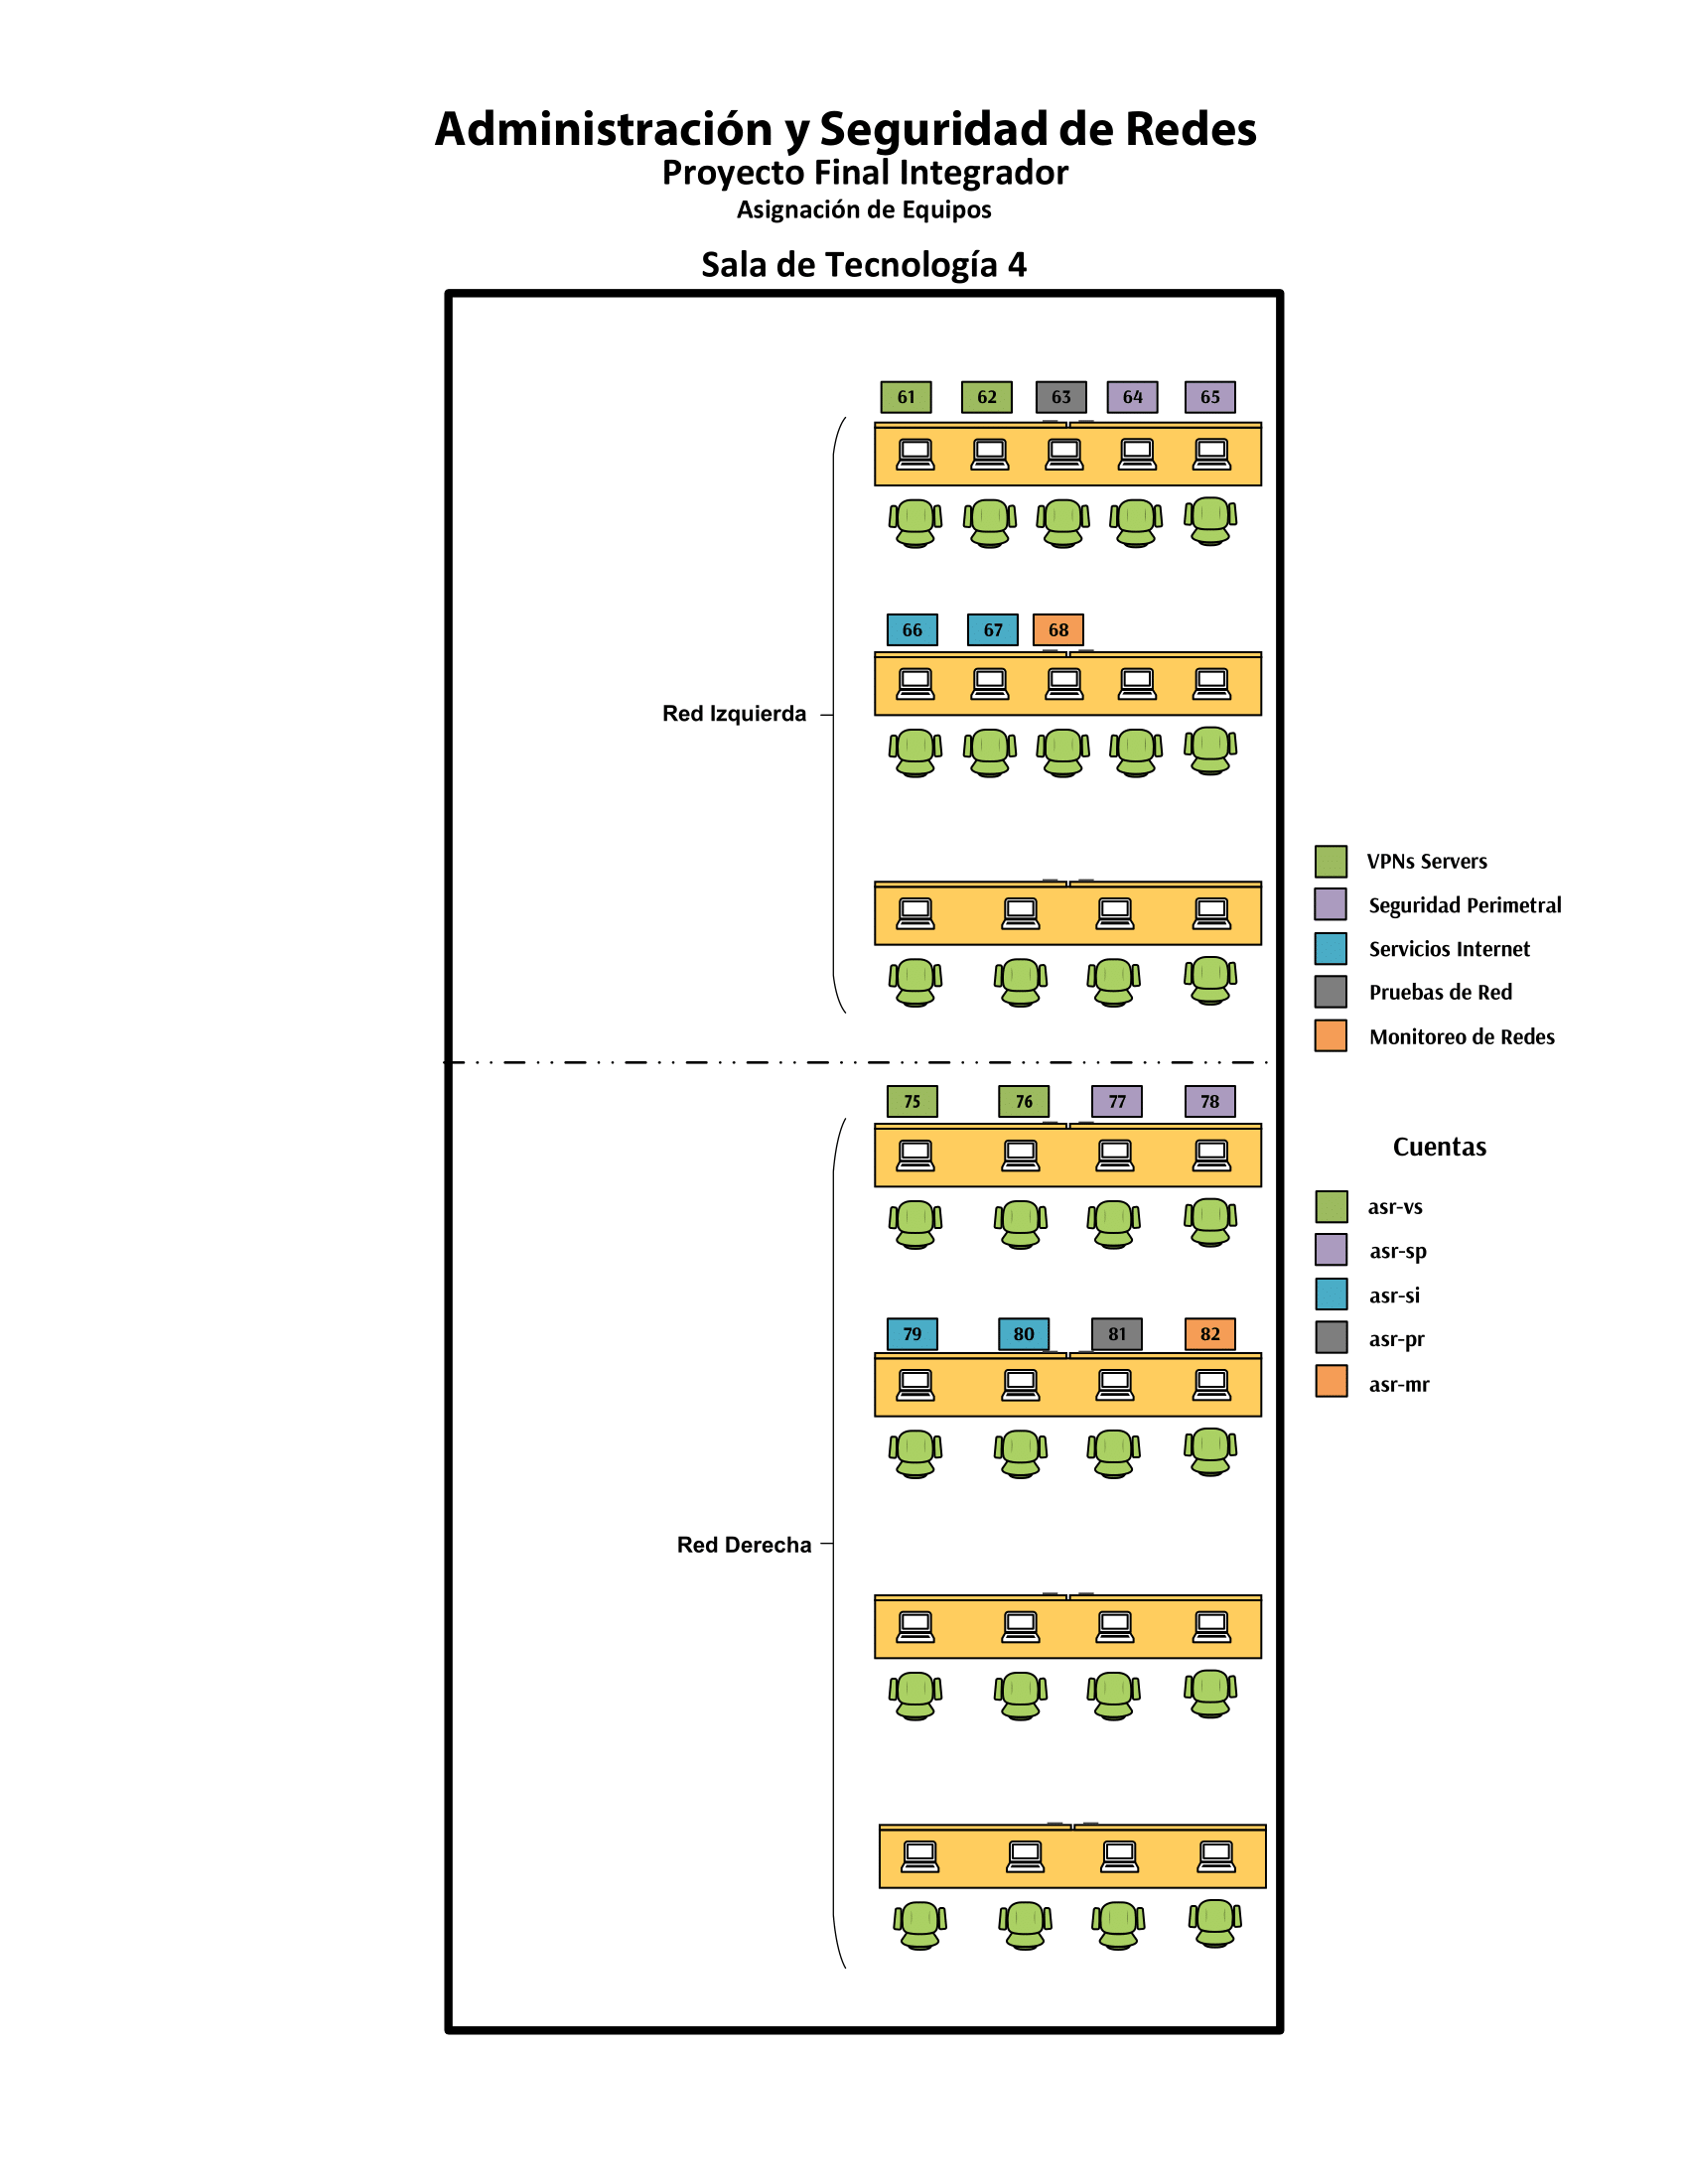 Administración y Seguridad de Redes
Proyecto Final Integrador
Asignación de Equipos
Sala de Tecnología 4
61 62 63 64 65
66 67 68
Red Izquierda
VPNs Servers
Seguridad Perimetral
Servicios Internet
Pruebas de Red
Monitoreo de Redes
75 76 77 78
Cuentas
asr-vs
asr-sp
asr-si
asr-pr
asr-mr
79 80 81 82
Red Derecha